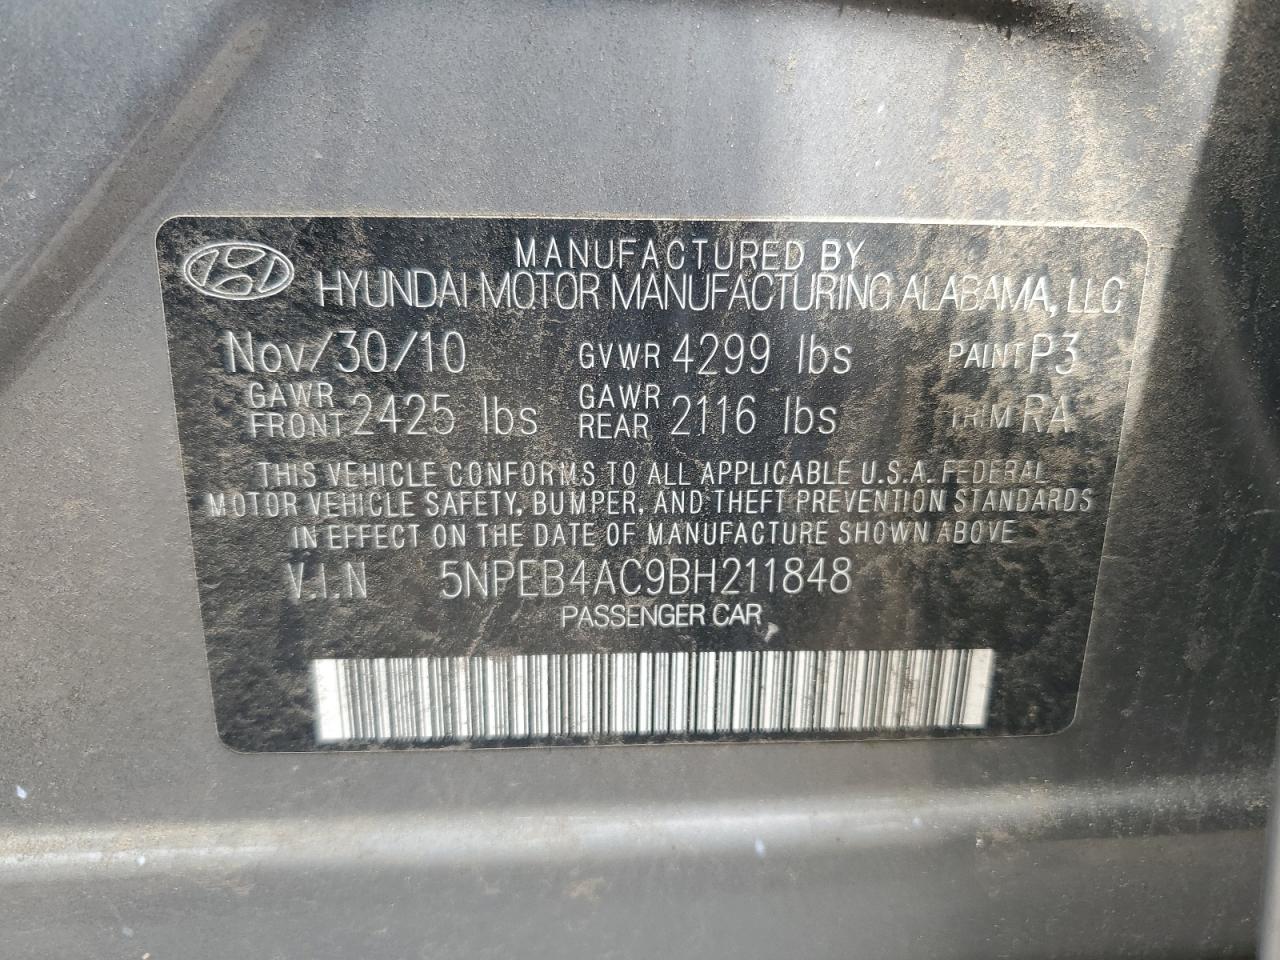 MANUFACTURED BY
HYUNDAI MOTOR MANUFACTURING ALABAMA, LLC
Nov/30/10 GVWR 4299 lbs PAINT P3
GAWR FRONT 2425 lbs GAWR REAR 2116 lbs TRIM RA
THIS VEHICLE CONFORMS TO ALL APPLICABLE U.S.A. FEDERAL
MOTOR VEHICLE SAFETY, BUMPER, AND THEFT PREVENTION STANDARDS
IN EFFECT ON THE DATE OF MANUFACTURE SHOWN ABOVE
V.I.N 5NPEB4AC9BH211848
PASSENGER CAR